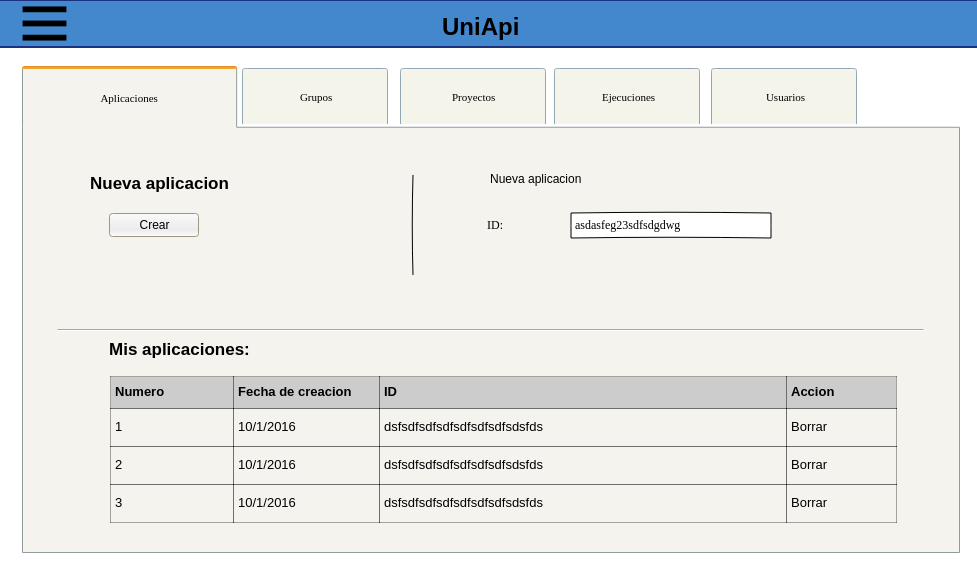 UniApi
Aplicaciones
Grupos
Proyectos
Ejecuciones
Usuarios
Nueva aplicacion
Crear
Nueva aplicacion
ID:
asdasfeg23sdfsdgdwg
Mis aplicaciones:
Numero Fecha de creacion ID Accion
1 10/1/2016 dsfsdfsdfsdfsdfsdfsdfsdsfds Borrar
2 10/1/2016 dsfsdfsdfsdfsdfsdfsdfsdsfds Borrar
3 10/1/2016 dsfsdfsdfsdfsdfsdfsdfsdsfds Borrar